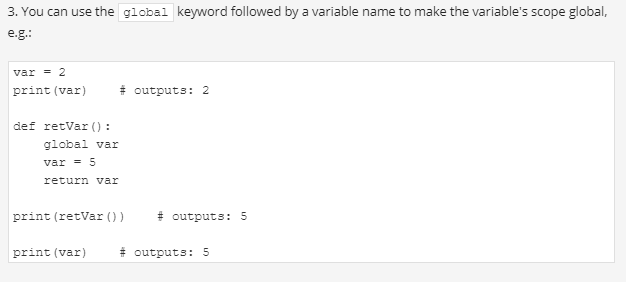 3. You can use the global keyword followed by a variable name to make the variable's scope global,
e.g.:
var = 2
print(var)    # outputs: 2
def retVar():
    global var
    var = 5
    return var
print(retVar())    # outputs: 5
print(var)    # outputs: 5